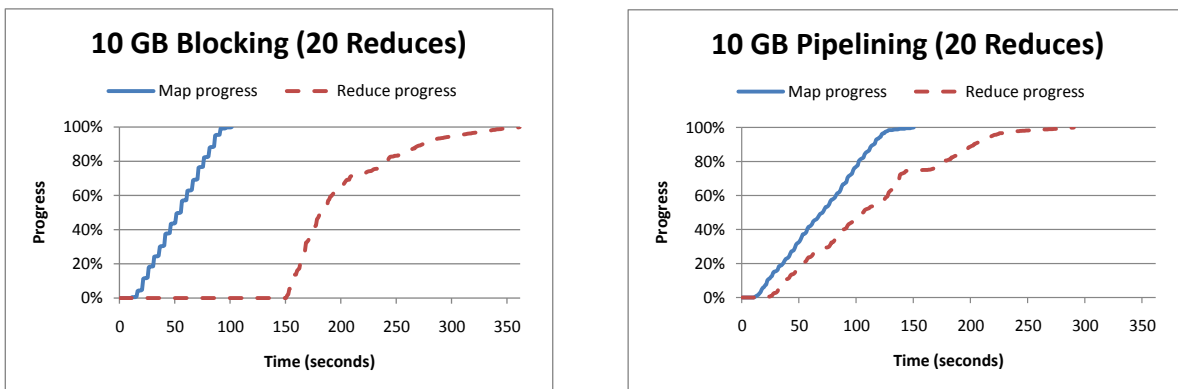 10 GB Blocking (20 Reduces)
Map progress
Reduce progress
100%
80%
60%
40%
20%
0%
Progress
0 50 100 150 200 250 300 350
Time (seconds)
10 GB Pipelining (20 Reduces)
Map progress
Reduce progress
100%
80%
60%
40%
20%
0%
Progress
0 50 100 150 200 250 300 350
Time (seconds)